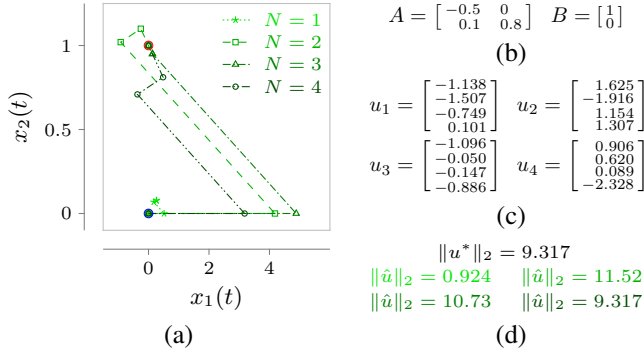 x₂(t)
1
0.5
0
0
2
4
x₁(t)
N = 1
N = 2
N = 3
N = 4
(a)
A = [ −0.5 0 ; 0.1 0.8 ] B = [ 1 ; 0 ]
(b)
u₁ = [ −1.138 ; −1.507 ; −0.749 ; 0.101 ] u₂ = [ 1.625 ; −1.916 ; 1.154 ; 1.307 ]
u₃ = [ −1.096 ; −0.050 ; −0.147 ; −0.886 ] u₄ = [ 0.906 ; 0.620 ; 0.089 ; −2.328 ]
(c)
‖u*‖₂ = 9.317
‖û‖₂ = 0.924 ‖û‖₂ = 11.52
‖û‖₂ = 10.73 ‖û‖₂ = 9.317
(d)